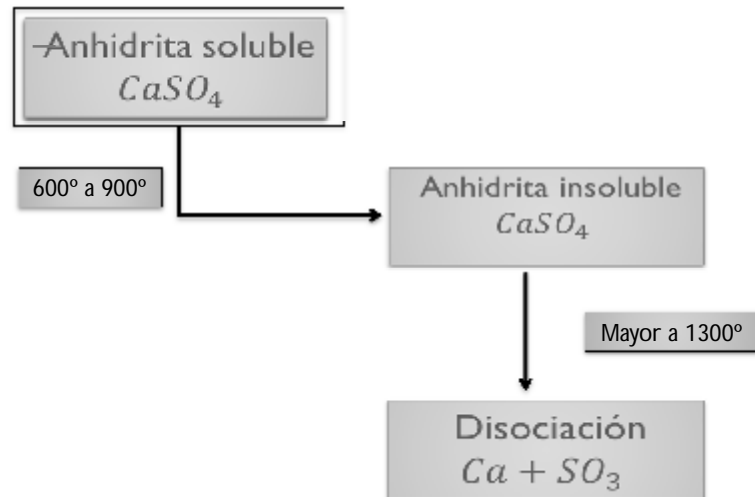 Anhidrita soluble
CaSO₄
600º a 900º
Anhidrita insoluble
CaSO₄
Mayor a 1300º
Disociación
Ca + SO₃